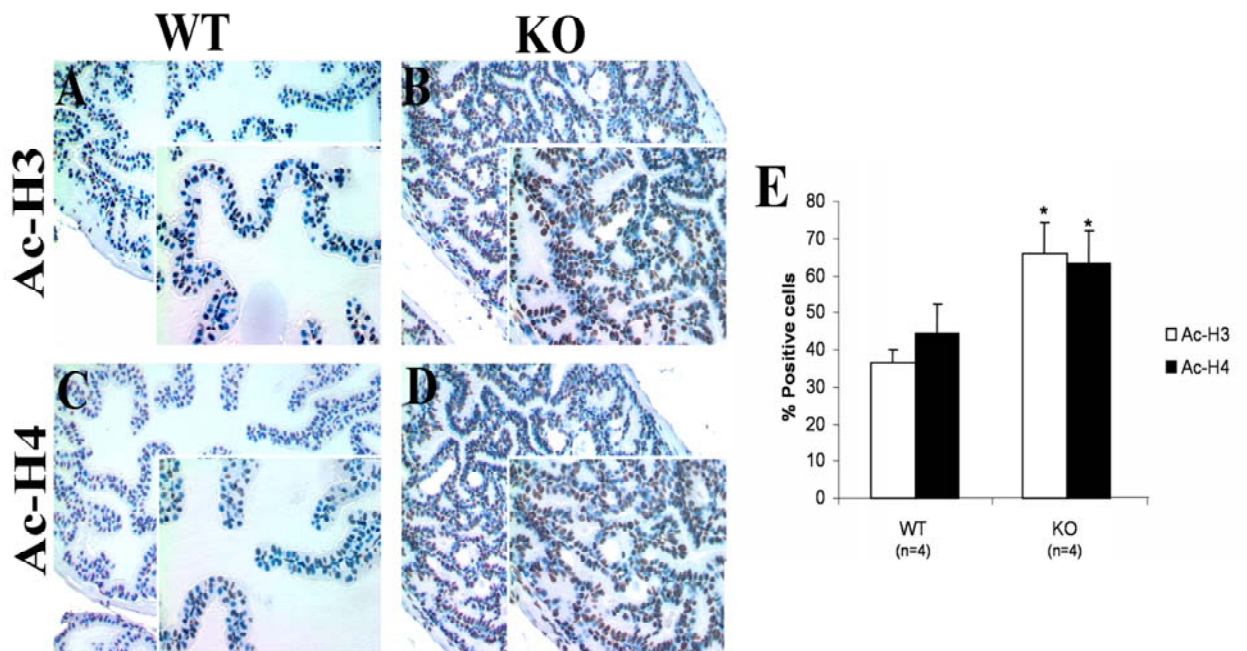 WT
KO
Ac-H3
Ac-H4
A
B
C
D
E
% Positive cells
80
70
60
50
40
30
20
10
0
*
*
WT
(n=4)
KO
(n=4)
Ac-H3
Ac-H4